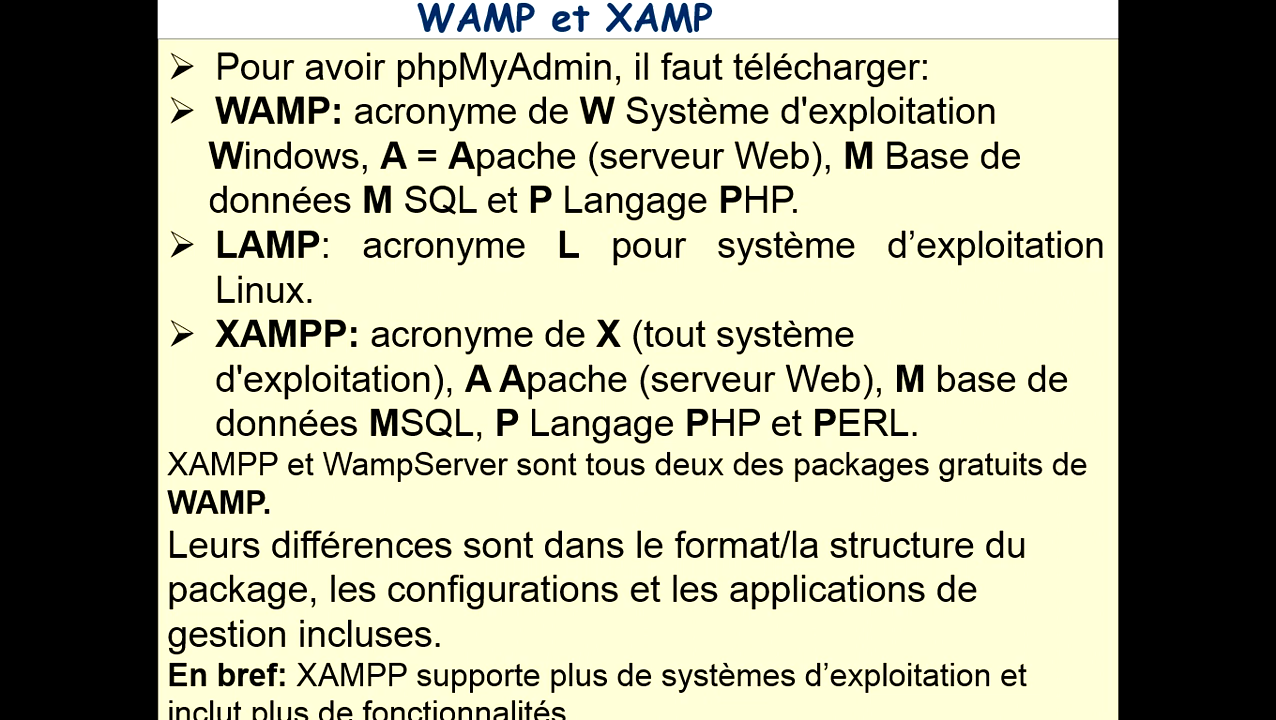 WAMP et XAMP
➢ Pour avoir phpMyAdmin, il faut télécharger:
➢ WAMP: acronyme de W Système d'exploitation
Windows, A = Apache (serveur Web), M Base de
données M SQL et P Langage PHP.
➢ LAMP: acronyme L pour système d’exploitation
Linux.
➢ XAMPP: acronyme de X (tout système
d'exploitation), A Apache (serveur Web), M base de
données MSQL, P Langage PHP et PERL.
XAMPP et WampServer sont tous deux des packages gratuits de
WAMP.
Leurs différences sont dans le format/la structure du
package, les configurations et les applications de
gestion incluses.
En bref: XAMPP supporte plus de systèmes d’exploitation et
inclut plus de fonctionnalités